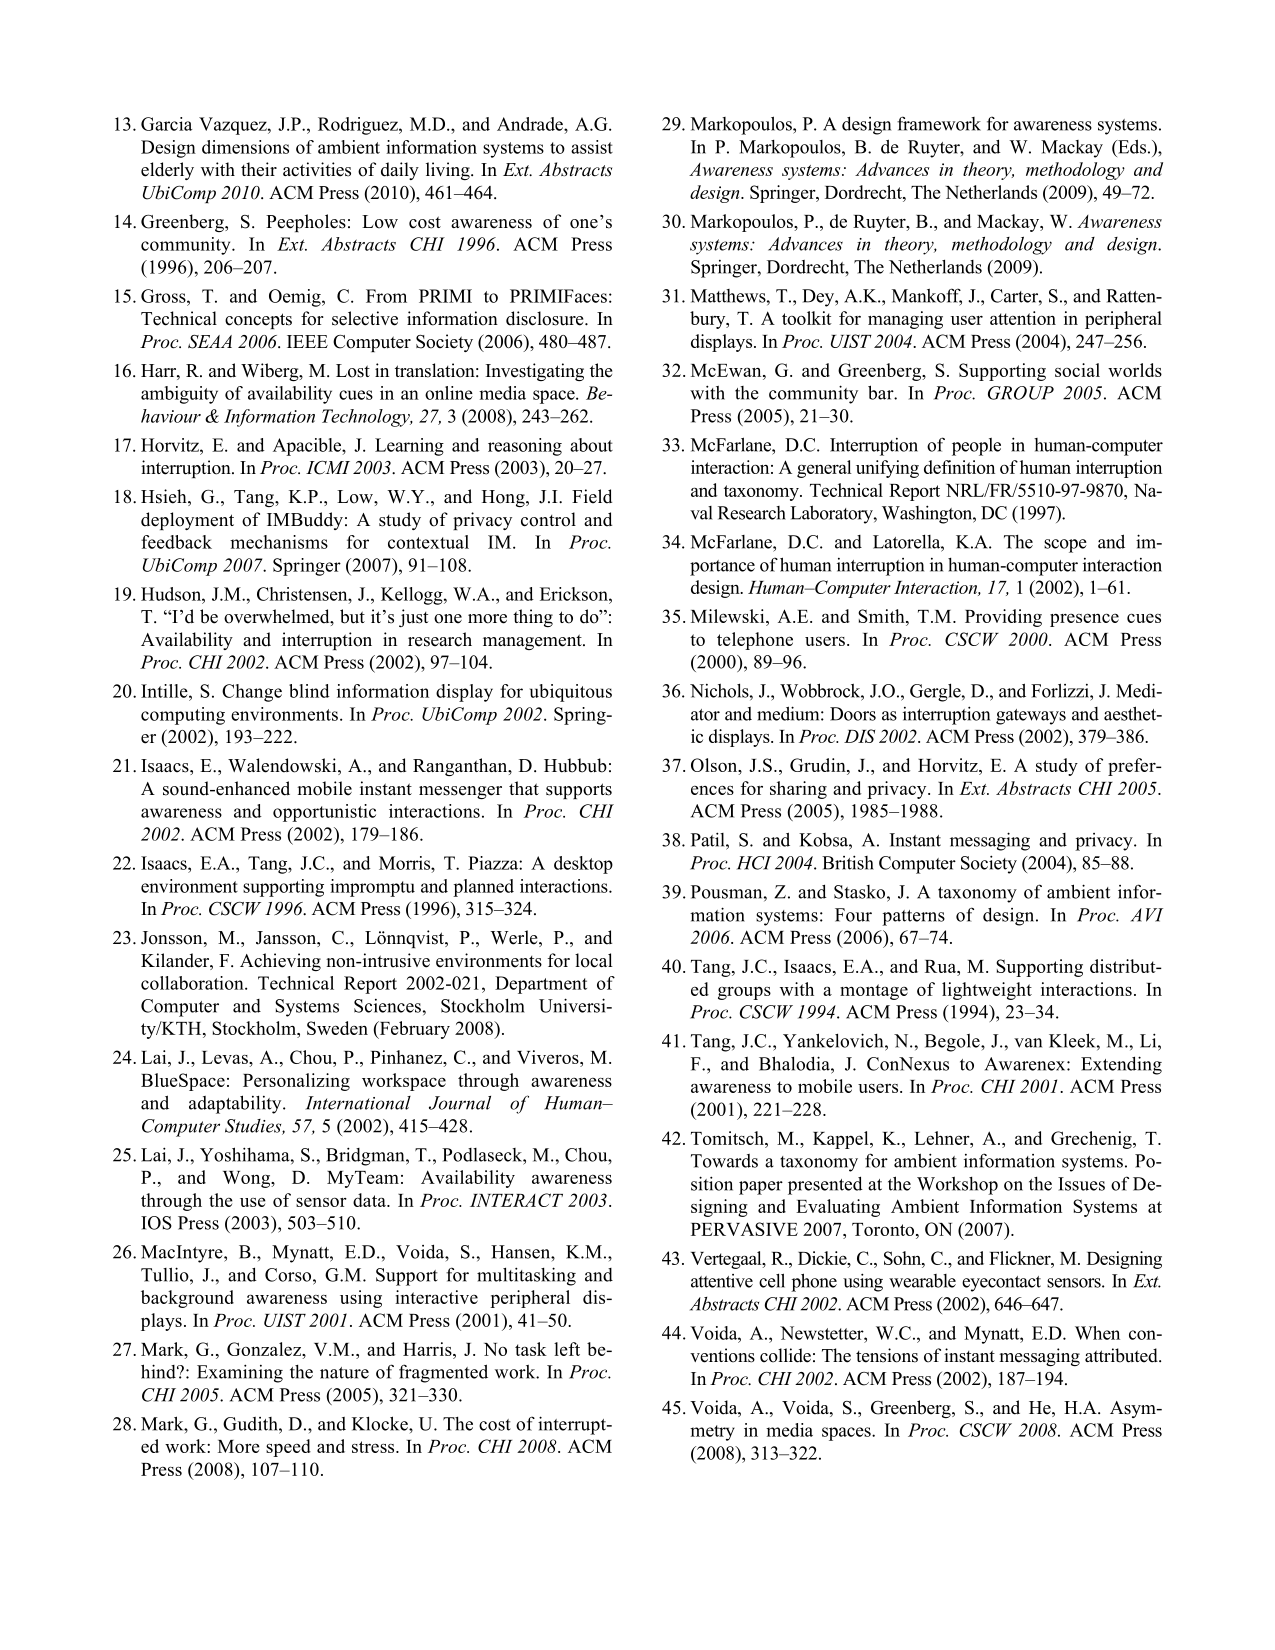 13. Garcia Vazquez, J.P., Rodriguez, M.D., and Andrade, A.G.
Design dimensions of ambient information systems to assist
elderly with their activities of daily living. In Ext. Abstracts
UbiComp 2010. ACM Press (2010), 461–464.
14. Greenberg, S. Peepholes: Low cost awareness of one’s
community. In Ext. Abstracts CHI 1996. ACM Press
(1996), 206–207.
15. Gross, T. and Oemig, C. From PRIMI to PRIMIFaces:
Technical concepts for selective information disclosure. In
Proc. SEAA 2006. IEEE Computer Society (2006), 480–487.
16. Harr, R. and Wiberg, M. Lost in translation: Investigating the
ambiguity of availability cues in an online media space. Be-
haviour & Information Technology, 27, 3 (2008), 243–262.
17. Horvitz, E. and Apacible, J. Learning and reasoning about
interruption. In Proc. ICMI 2003. ACM Press (2003), 20–27.
18. Hsieh, G., Tang, K.P., Low, W.Y., and Hong, J.I. Field
deployment of IMBuddy: A study of privacy control and
feedback mechanisms for contextual IM. In Proc.
UbiComp 2007. Springer (2007), 91–108.
19. Hudson, J.M., Christensen, J., Kellogg, W.A., and Erickson,
T. “I’d be overwhelmed, but it’s just one more thing to do”:
Availability and interruption in research management. In
Proc. CHI 2002. ACM Press (2002), 97–104.
20. Intille, S. Change blind information display for ubiquitous
computing environments. In Proc. UbiComp 2002. Spring-
er (2002), 193–222.
21. Isaacs, E., Walendowski, A., and Ranganthan, D. Hubbub:
A sound-enhanced mobile instant messenger that supports
awareness and opportunistic interactions. In Proc. CHI
2002. ACM Press (2002), 179–186.
22. Isaacs, E.A., Tang, J.C., and Morris, T. Piazza: A desktop
environment supporting impromptu and planned interactions.
In Proc. CSCW 1996. ACM Press (1996), 315–324.
23. Jonsson, M., Jansson, C., Lönnqvist, P., Werle, P., and
Kilander, F. Achieving non-intrusive environments for local
collaboration. Technical Report 2002-021, Department of
Computer and Systems Sciences, Stockholm Universi-
ty/KTH, Stockholm, Sweden (February 2008).
24. Lai, J., Levas, A., Chou, P., Pinhanez, C., and Viveros, M.
BlueSpace: Personalizing workspace through awareness
and adaptability. International Journal of Human–
Computer Studies, 57, 5 (2002), 415–428.
25. Lai, J., Yoshihama, S., Bridgman, T., Podlaseck, M., Chou,
P., and Wong, D. MyTeam: Availability awareness
through the use of sensor data. In Proc. INTERACT 2003.
IOS Press (2003), 503–510.
26. MacIntyre, B., Mynatt, E.D., Voida, S., Hansen, K.M.,
Tullio, J., and Corso, G.M. Support for multitasking and
background awareness using interactive peripheral dis-
plays. In Proc. UIST 2001. ACM Press (2001), 41–50.
27. Mark, G., Gonzalez, V.M., and Harris, J. No task left be-
hind?: Examining the nature of fragmented work. In Proc.
CHI 2005. ACM Press (2005), 321–330.
28. Mark, G., Gudith, D., and Klocke, U. The cost of interrupt-
ed work: More speed and stress. In Proc. CHI 2008. ACM
Press (2008), 107–110.
29. Markopoulos, P. A design framework for awareness systems.
In P. Markopoulos, B. de Ruyter, and W. Mackay (Eds.),
Awareness systems: Advances in theory, methodology and
design. Springer, Dordrecht, The Netherlands (2009), 49–72.
30. Markopoulos, P., de Ruyter, B., and Mackay, W. Awareness
systems: Advances in theory, methodology and design.
Springer, Dordrecht, The Netherlands (2009).
31. Matthews, T., Dey, A.K., Mankoff, J., Carter, S., and Ratten-
bury, T. A toolkit for managing user attention in peripheral
displays. In Proc. UIST 2004. ACM Press (2004), 247–256.
32. McEwan, G. and Greenberg, S. Supporting social worlds
with the community bar. In Proc. GROUP 2005. ACM
Press (2005), 21–30.
33. McFarlane, D.C. Interruption of people in human-computer
interaction: A general unifying definition of human interruption
and taxonomy. Technical Report NRL/FR/5510-97-9870, Na-
val Research Laboratory, Washington, DC (1997).
34. McFarlane, D.C. and Latorella, K.A. The scope and im-
portance of human interruption in human-computer interaction
design. Human–Computer Interaction, 17, 1 (2002), 1–61.
35. Milewski, A.E. and Smith, T.M. Providing presence cues
to telephone users. In Proc. CSCW 2000. ACM Press
(2000), 89–96.
36. Nichols, J., Wobbrock, J.O., Gergle, D., and Forlizzi, J. Medi-
ator and medium: Doors as interruption gateways and aesthet-
ic displays. In Proc. DIS 2002. ACM Press (2002), 379–386.
37. Olson, J.S., Grudin, J., and Horvitz, E. A study of prefer-
ences for sharing and privacy. In Ext. Abstracts CHI 2005.
ACM Press (2005), 1985–1988.
38. Patil, S. and Kobsa, A. Instant messaging and privacy. In
Proc. HCI 2004. British Computer Society (2004), 85–88.
39. Pousman, Z. and Stasko, J. A taxonomy of ambient infor-
mation systems: Four patterns of design. In Proc. AVI
2006. ACM Press (2006), 67–74.
40. Tang, J.C., Isaacs, E.A., and Rua, M. Supporting distribut-
ed groups with a montage of lightweight interactions. In
Proc. CSCW 1994. ACM Press (1994), 23–34.
41. Tang, J.C., Yankelovich, N., Begole, J., van Kleek, M., Li,
F., and Bhalodia, J. ConNexus to Awarenex: Extending
awareness to mobile users. In Proc. CHI 2001. ACM Press
(2001), 221–228.
42. Tomitsch, M., Kappel, K., Lehner, A., and Grechenig, T.
Towards a taxonomy for ambient information systems. Po-
sition paper presented at the Workshop on the Issues of De-
signing and Evaluating Ambient Information Systems at
PERVASIVE 2007, Toronto, ON (2007).
43. Vertegaal, R., Dickie, C., Sohn, C., and Flickner, M. Designing
attentive cell phone using wearable eyecontact sensors. In Ext.
Abstracts CHI 2002. ACM Press (2002), 646–647.
44. Voida, A., Newstetter, W.C., and Mynatt, E.D. When con-
ventions collide: The tensions of instant messaging attributed.
In Proc. CHI 2002. ACM Press (2002), 187–194.
45. Voida, A., Voida, S., Greenberg, S., and He, H.A. Asym-
metry in media spaces. In Proc. CSCW 2008. ACM Press
(2008), 313–322.